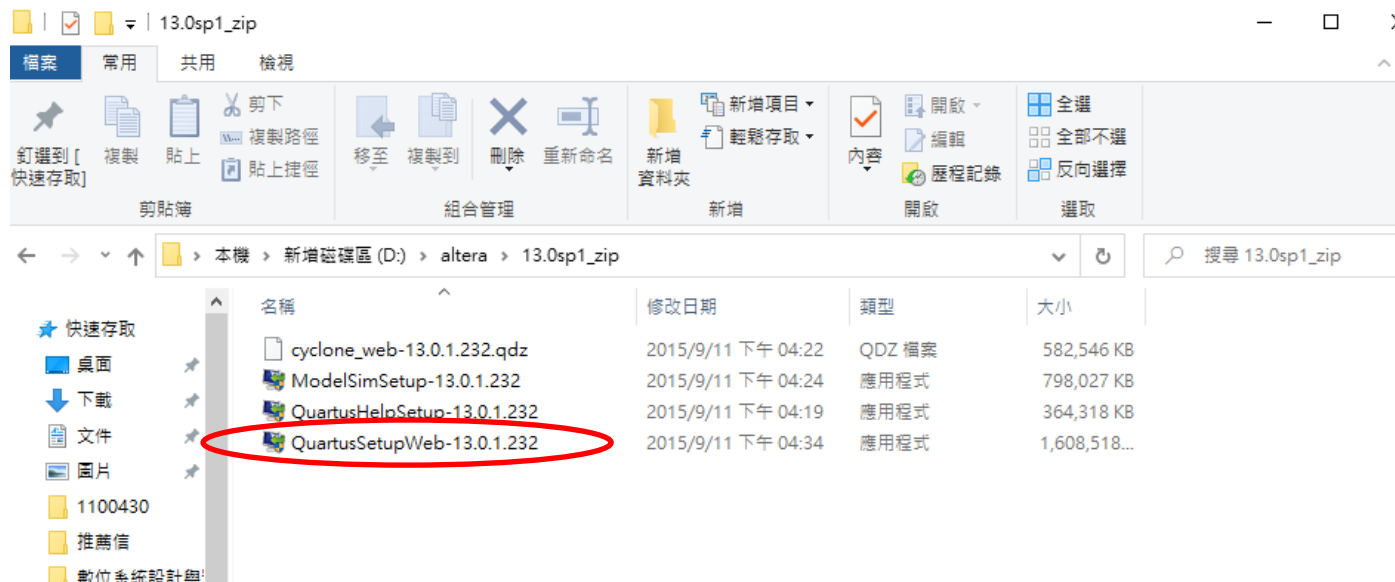 13.0sp1_zip
檔案 常用 共用 檢視
釘選到 [快速存取]
複製
貼上
剪下
複製路徑
貼上捷徑
剪貼簿
移至
複製到
刪除
重新命名
組合管理
新增資料夾
新增項目
輕鬆存取
新增
內容
開啟
編輯
歷程記錄
開啟
全選
全部不選
反向選擇
選取
本機 › 新增磁碟區 (D:) › altera › 13.0sp1_zip
搜尋 13.0sp1_zip
名稱 修改日期 類型 大小
快速存取
桌面
下載
文件
圖片
1100430
推薦信
數位系統設計與
cyclone_web-13.0.1.232.qdz 2015/9/11 下午 04:22 QDZ 檔案 582,546 KB
ModelSimSetup-13.0.1.232 2015/9/11 下午 04:24 應用程式 798,027 KB
QuartusHelpSetup-13.0.1.232 2015/9/11 下午 04:19 應用程式 364,318 KB
QuartusSetupWeb-13.0.1.232 2015/9/11 下午 04:34 應用程式 1,608,518...